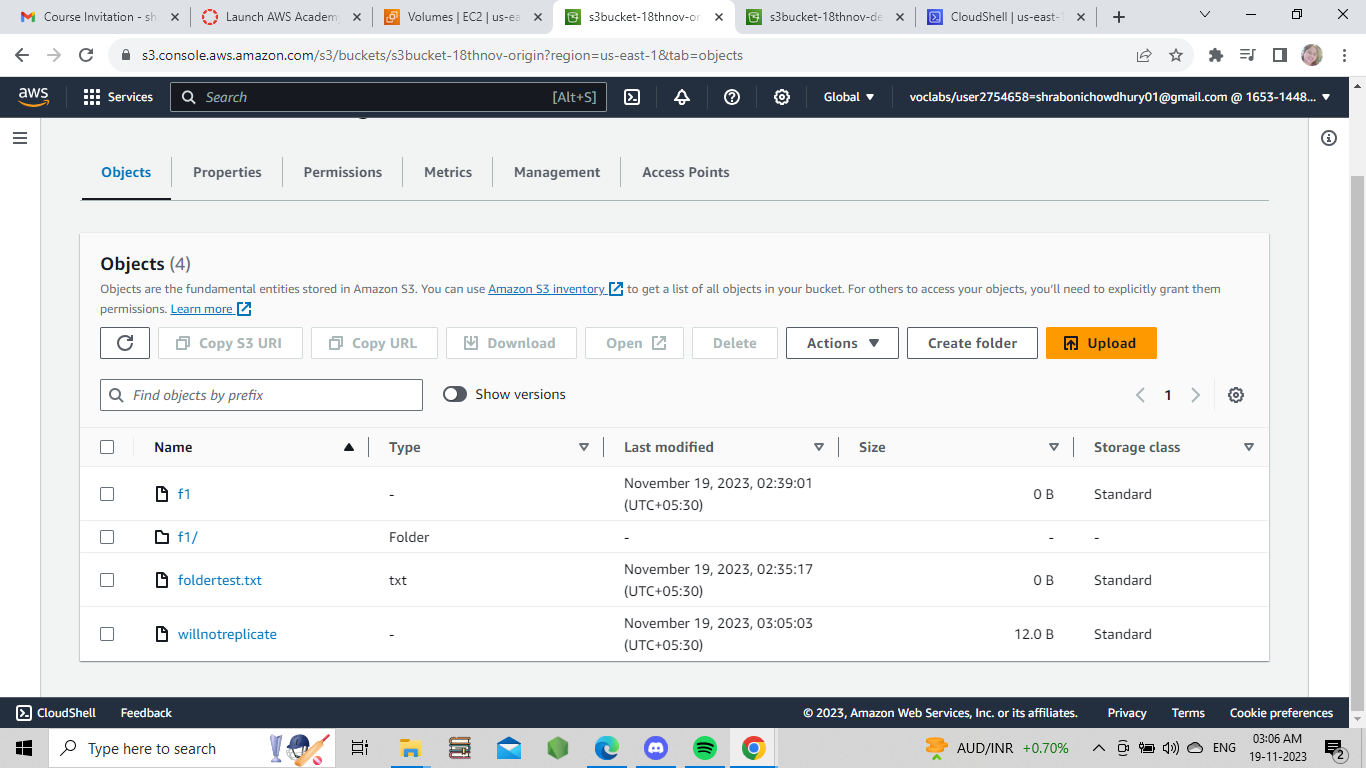 Course Invitation - sh
Launch AWS Academy
Volumes | EC2 | us-ea
s3bucket-18thnov-or
s3bucket-18thnov-de
CloudShell | us-east-
s3.console.aws.amazon.com/s3/buckets/s3bucket-18thnov-origin?region=us-east-1&tab=objects
aws
Services
Search
[Alt+S]
Global
voclabs/user2754658=shrabonichowdhury01@gmail.com @ 1653-1448...
Objects
Properties
Permissions
Metrics
Management
Access Points
Objects (4)
Objects are the fundamental entities stored in Amazon S3. You can use Amazon S3 inventory to get a list of all objects in your bucket. For others to access your objects, you'll need to explicitly grant them
permissions. Learn more
Copy S3 URI
Copy URL
Download
Open
Delete
Actions
Create folder
Upload
Find objects by prefix
Show versions
1
Name
Type
Last modified
Size
Storage class
f1
-
November 19, 2023, 02:39:01
(UTC+05:30)
0 B
Standard
f1/
Folder
-
-
-
foldertest.txt
txt
November 19, 2023, 02:35:17
(UTC+05:30)
0 B
Standard
willnotreplicate
-
November 19, 2023, 03:05:03
(UTC+05:30)
12.0 B
Standard
CloudShell
Feedback
© 2023, Amazon Web Services, Inc. or its affiliates.
Privacy
Terms
Cookie preferences
Type here to search
AUD/INR
+0.70%
ENG
03:06 AM
19-11-2023
2